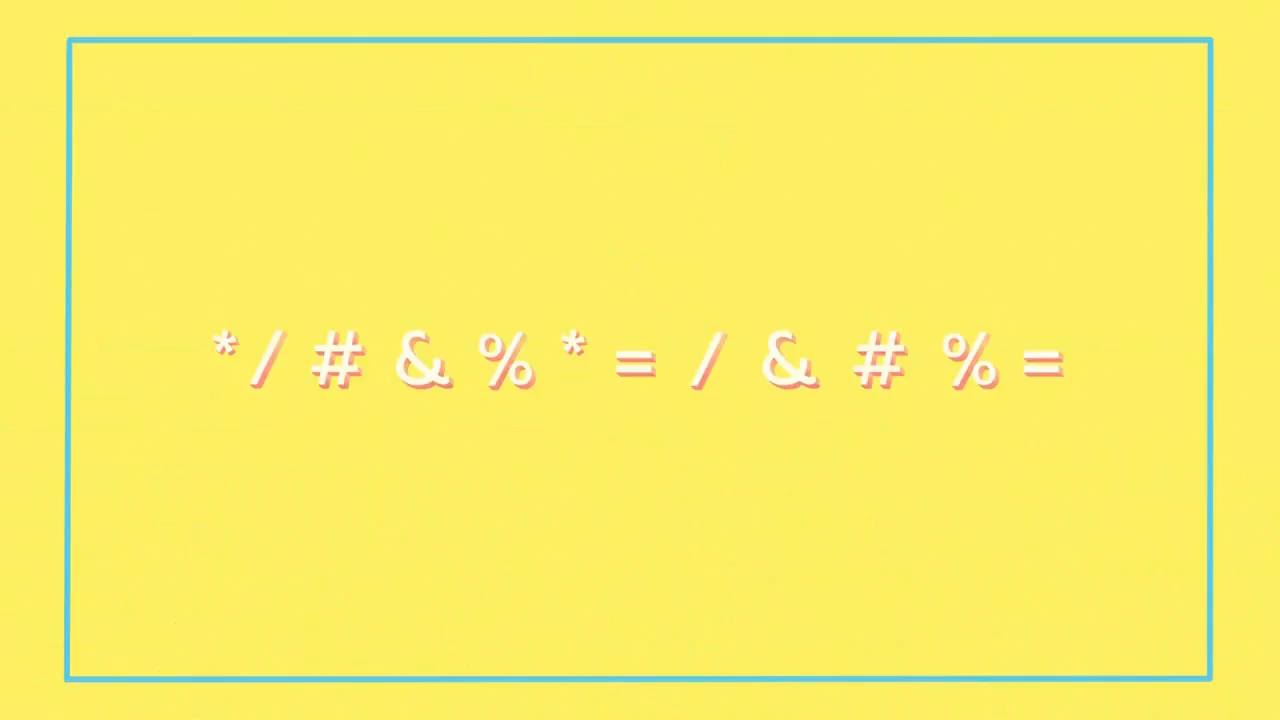 */ # & % * = / & # % =